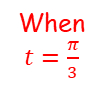 When
t = π/3